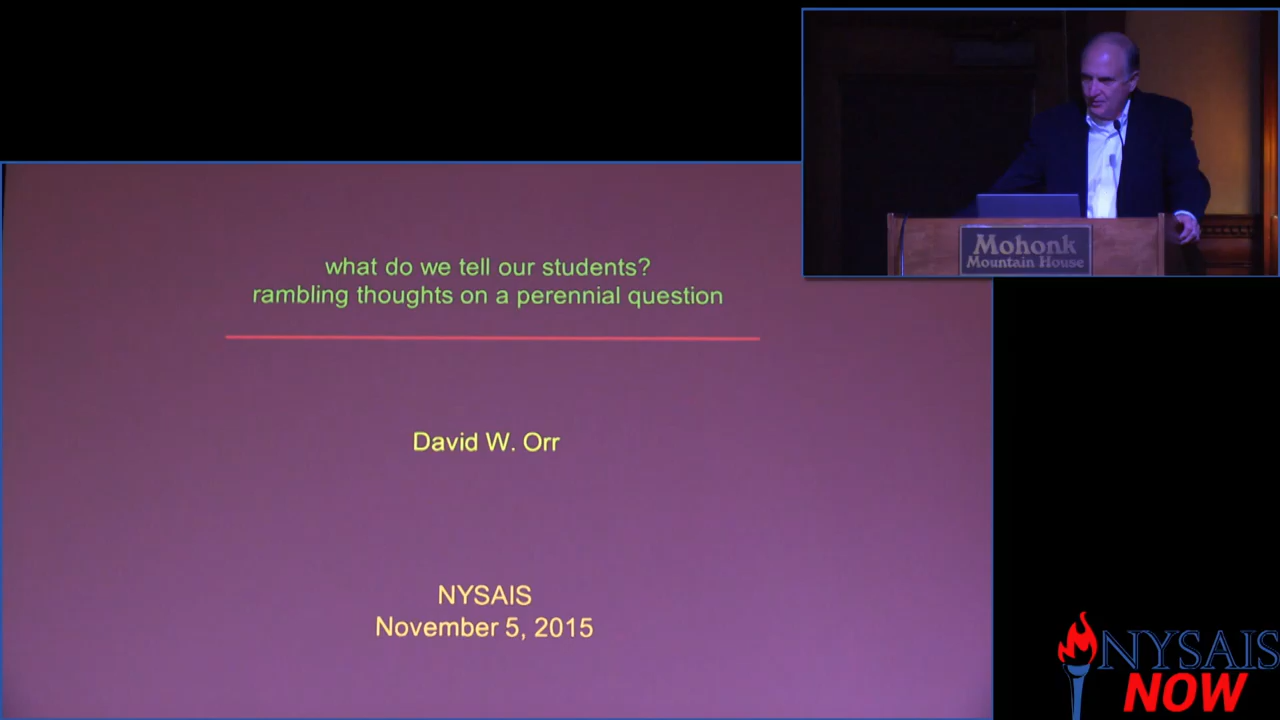 what do we tell our students?
rambling thoughts on a perennial question
David W. Orr
NYSAIS
November 5, 2015
Mohonk
Mountain House
NYSAIS
NOW